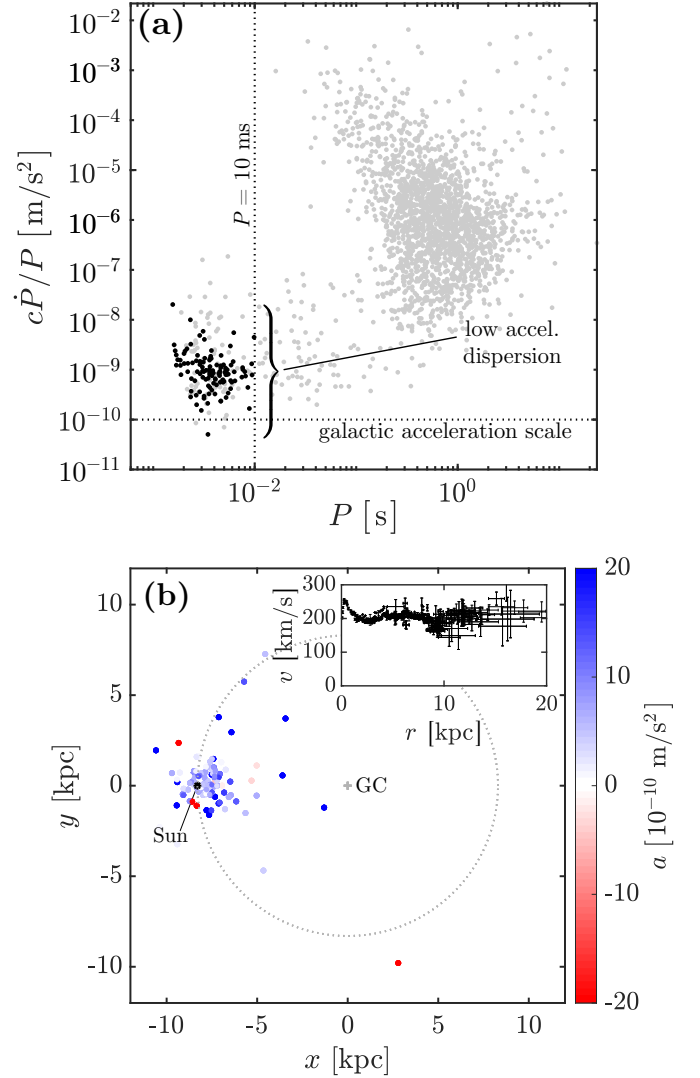 (a)
10⁻²
10⁻³
10⁻⁴
10⁻⁵
10⁻⁶
10⁻⁷
10⁻⁸
10⁻⁹
10⁻¹⁰
10⁻¹¹
cṖ/P [ m/s² ]
P = 10 ms
low accel.
dispersion
galactic acceleration scale
10⁻² 10⁰
P [ s ]
(b)
10
5
0
-5
-10
y [kpc]
300
200
100
0
v [km/s]
0 10 20
r [kpc]
GC
Sun
-10 -5 0 5 10
x [kpc]
20
10
0
-10
-20
a [10⁻¹⁰ m/s²]